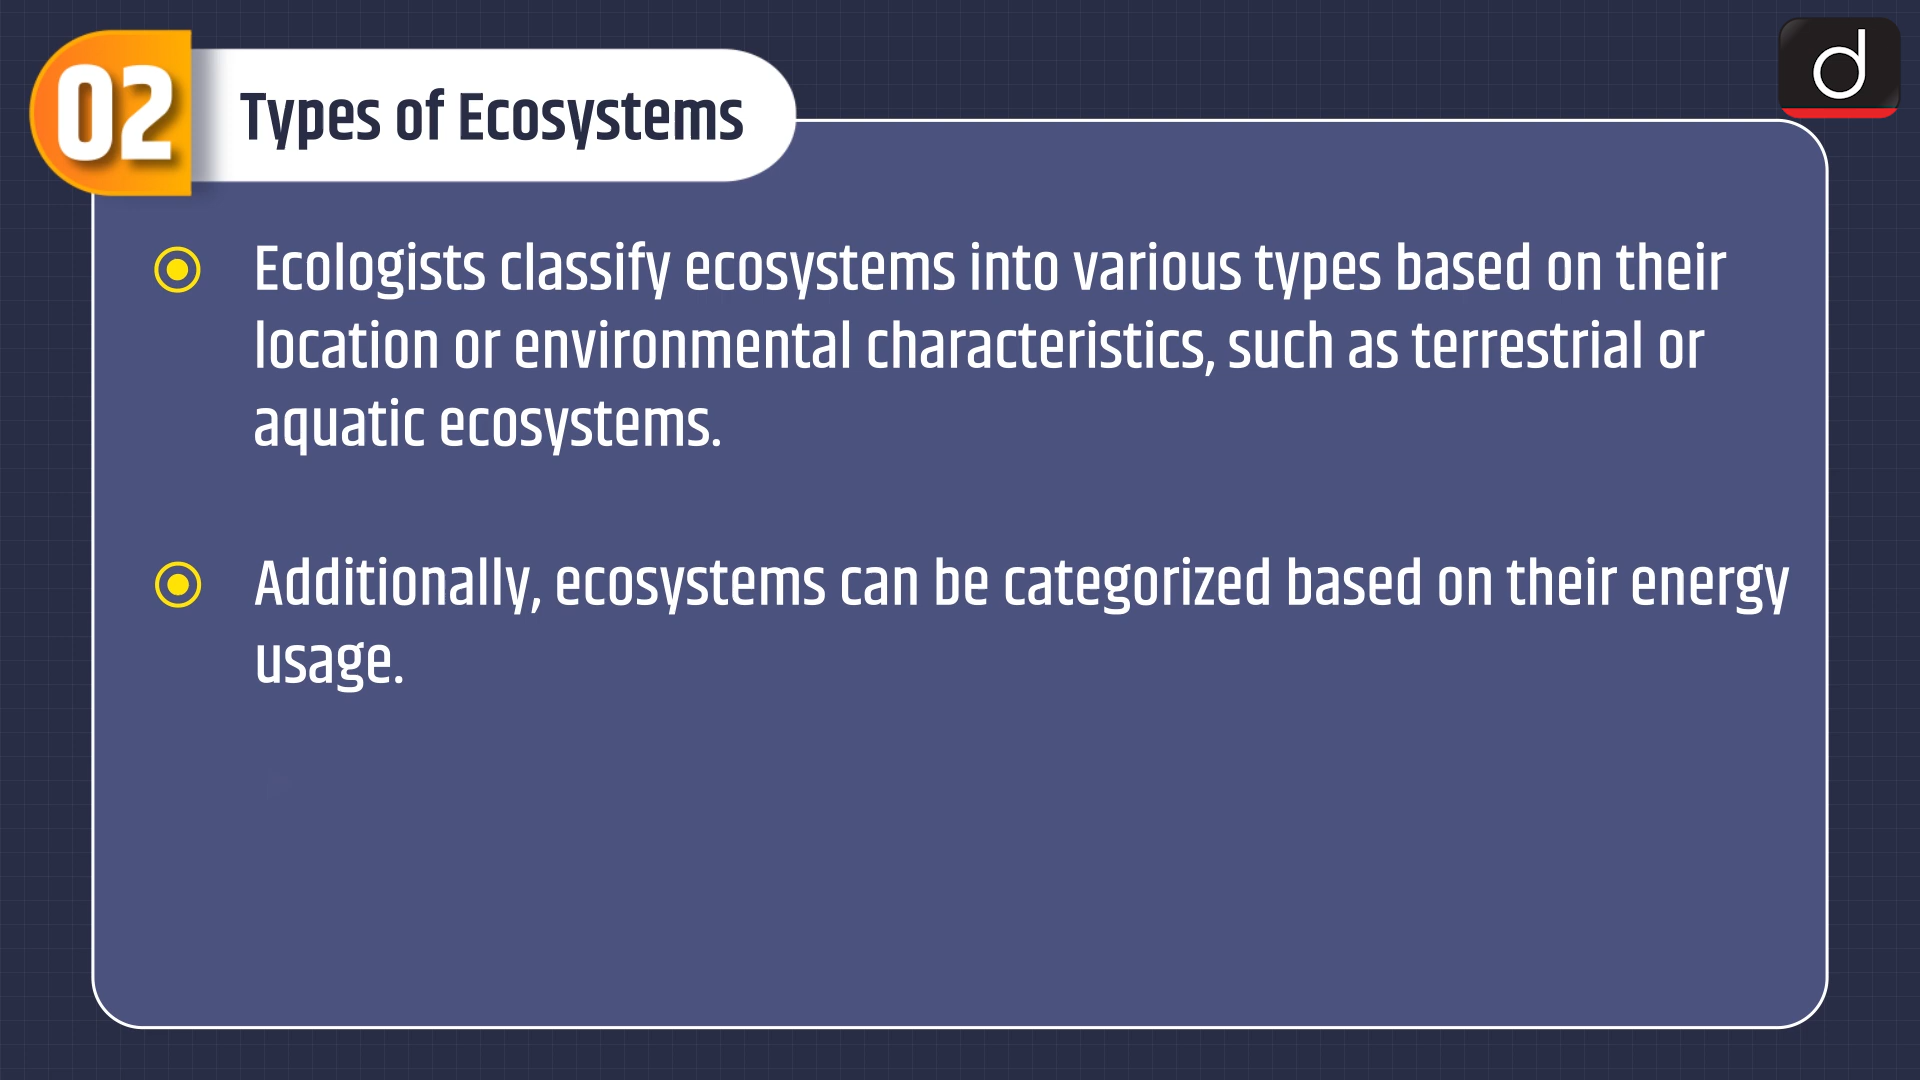 02
Types of Ecosystems
d
Ecologists classify ecosystems into various types based on their
location or environmental characteristics, such as terrestrial or
aquatic ecosystems.
Additionally, ecosystems can be categorized based on their energy
usage.